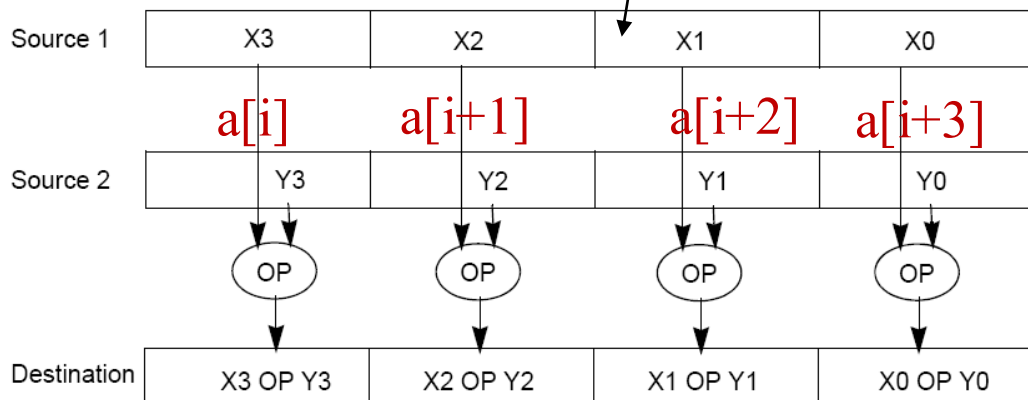 Source 1 X3 X2 X1 X0
a[i] a[i+1] a[i+2] a[i+3]
Source 2 Y3 Y2 Y1 Y0
OP OP OP OP
Destination X3 OP Y3 X2 OP Y2 X1 OP Y1 X0 OP Y0